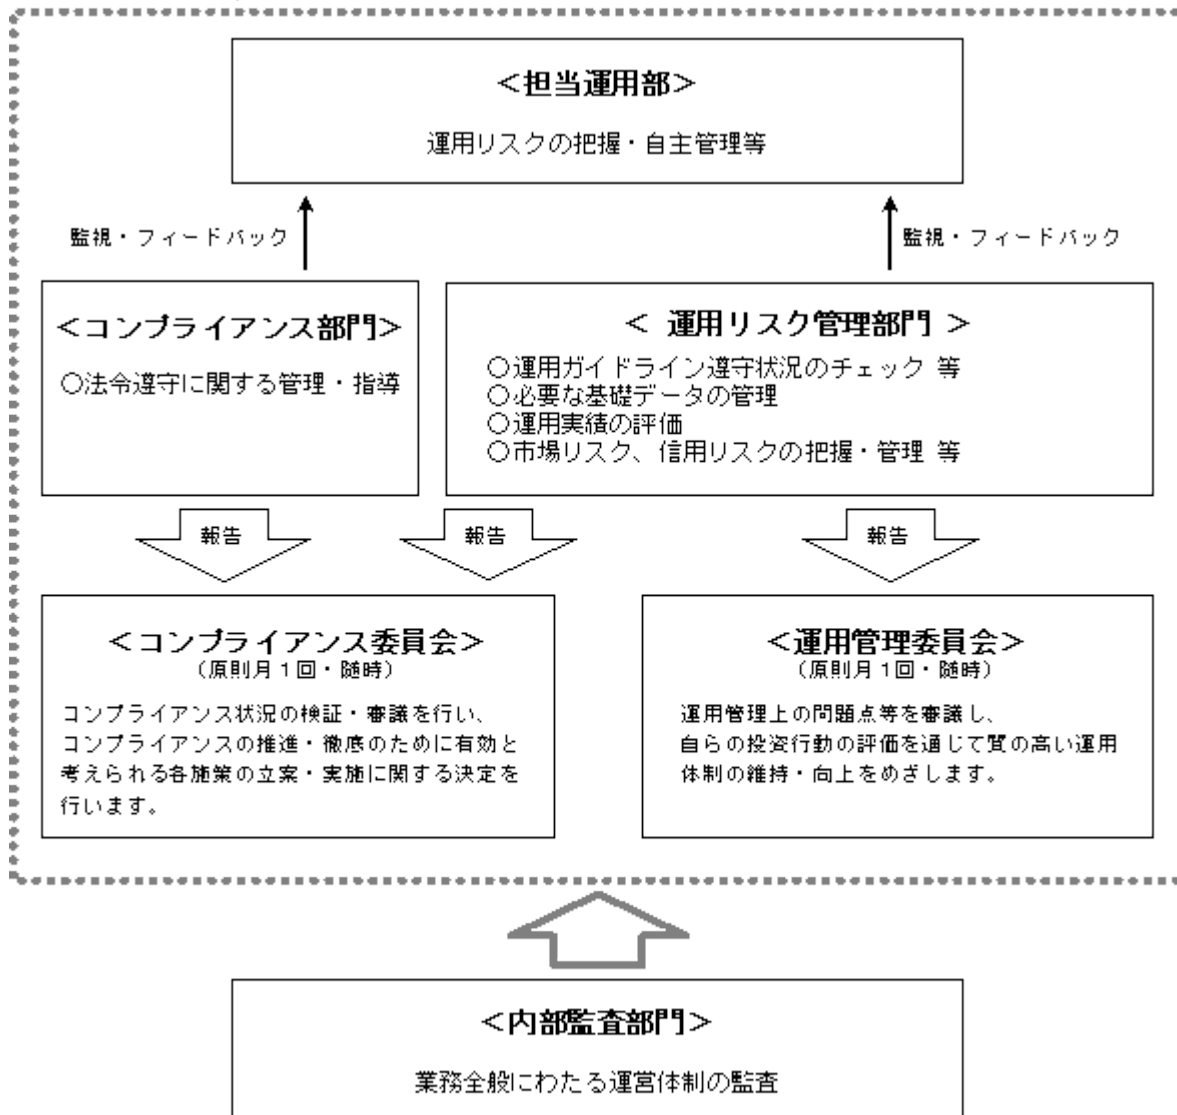 ＜担当運用部＞
運用リスクの把握・自主管理等
監視・フィードバック
監視・フィードバック
＜コンプライアンス部門＞
○法令遵守に関する管理・指導
＜ 運用リスク管理部門 ＞
○運用ガイドライン遵守状況のチェック 等
○必要な基礎データの管理
○運用実績の評価
○市場リスク、信用リスクの把握・管理 等
報告
報告
報告
＜コンプライアンス委員会＞
（原則月１回・随時）
コンプライアンス状況の検証・審議を行い、
コンプライアンスの推進・徹底のために有効と
考えられる各施策の立案・実施に関する決定を
行います。
＜運用管理委員会＞
（原則月１回・随時）
運用管理上の問題点等を審議し、
自らの投資行動の評価を通じて質の高い運用
体制の維持・向上をめざします。
＜内部監査部門＞
業務全般にわたる運営体制の監査